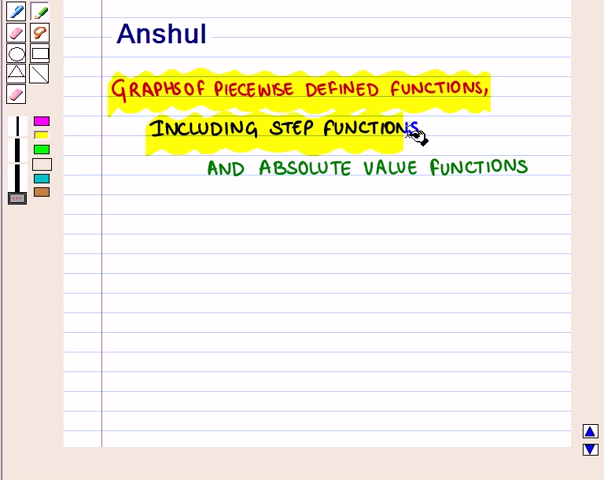 Anshul
GRAPHS OF PIECEWISE DEFINED FUNCTIONS,
INCLUDING STEP FUNCTIONS
AND ABSOLUTE VALUE FUNCTIONS